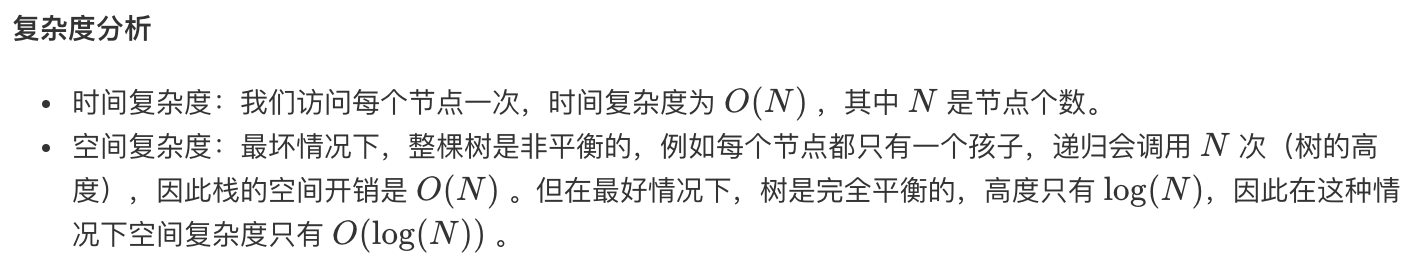 复杂度分析
• 时间复杂度：我们访问每个节点一次，时间复杂度为 O(N) ，其中 N 是节点个数。
• 空间复杂度：最坏情况下，整棵树是非平衡的，例如每个节点都只有一个孩子，递归会调用 N 次（树的高
度），因此栈的空间开销是 O(N) 。但在最好情况下，树是完全平衡的，高度只有 log(N)，因此在这种情
况下空间复杂度只有 O(log(N)) 。